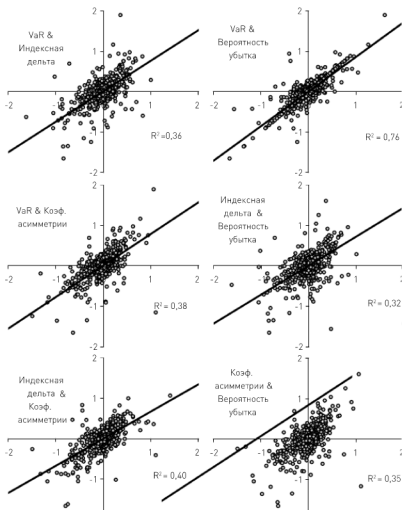 2
2
VaR &
Индексная
дельта
VaR &
Вероятность
убытка
1
1
-2
-1
1
2
-2
-1
1
2
-1
-1
R² =0,36
R² = 0,76
-2
-2
2
2
VaR & Коэф.
асимметрии
Индексная
дельта &
Вероятность
убытка
1
1
-2
-1
1
2
-2
-1
1
2
-1
-1
R² = 0,38
R² = 0,32
-2
-2
2
2
Индексная
дельта &
Коэф.
асимметрии
Коэф.
асимметрии &
Вероятность
убытка
1
1
-2
-1
1
2
-2
-1
1
2
-1
-1
R² = 0,40
R² = 0,35